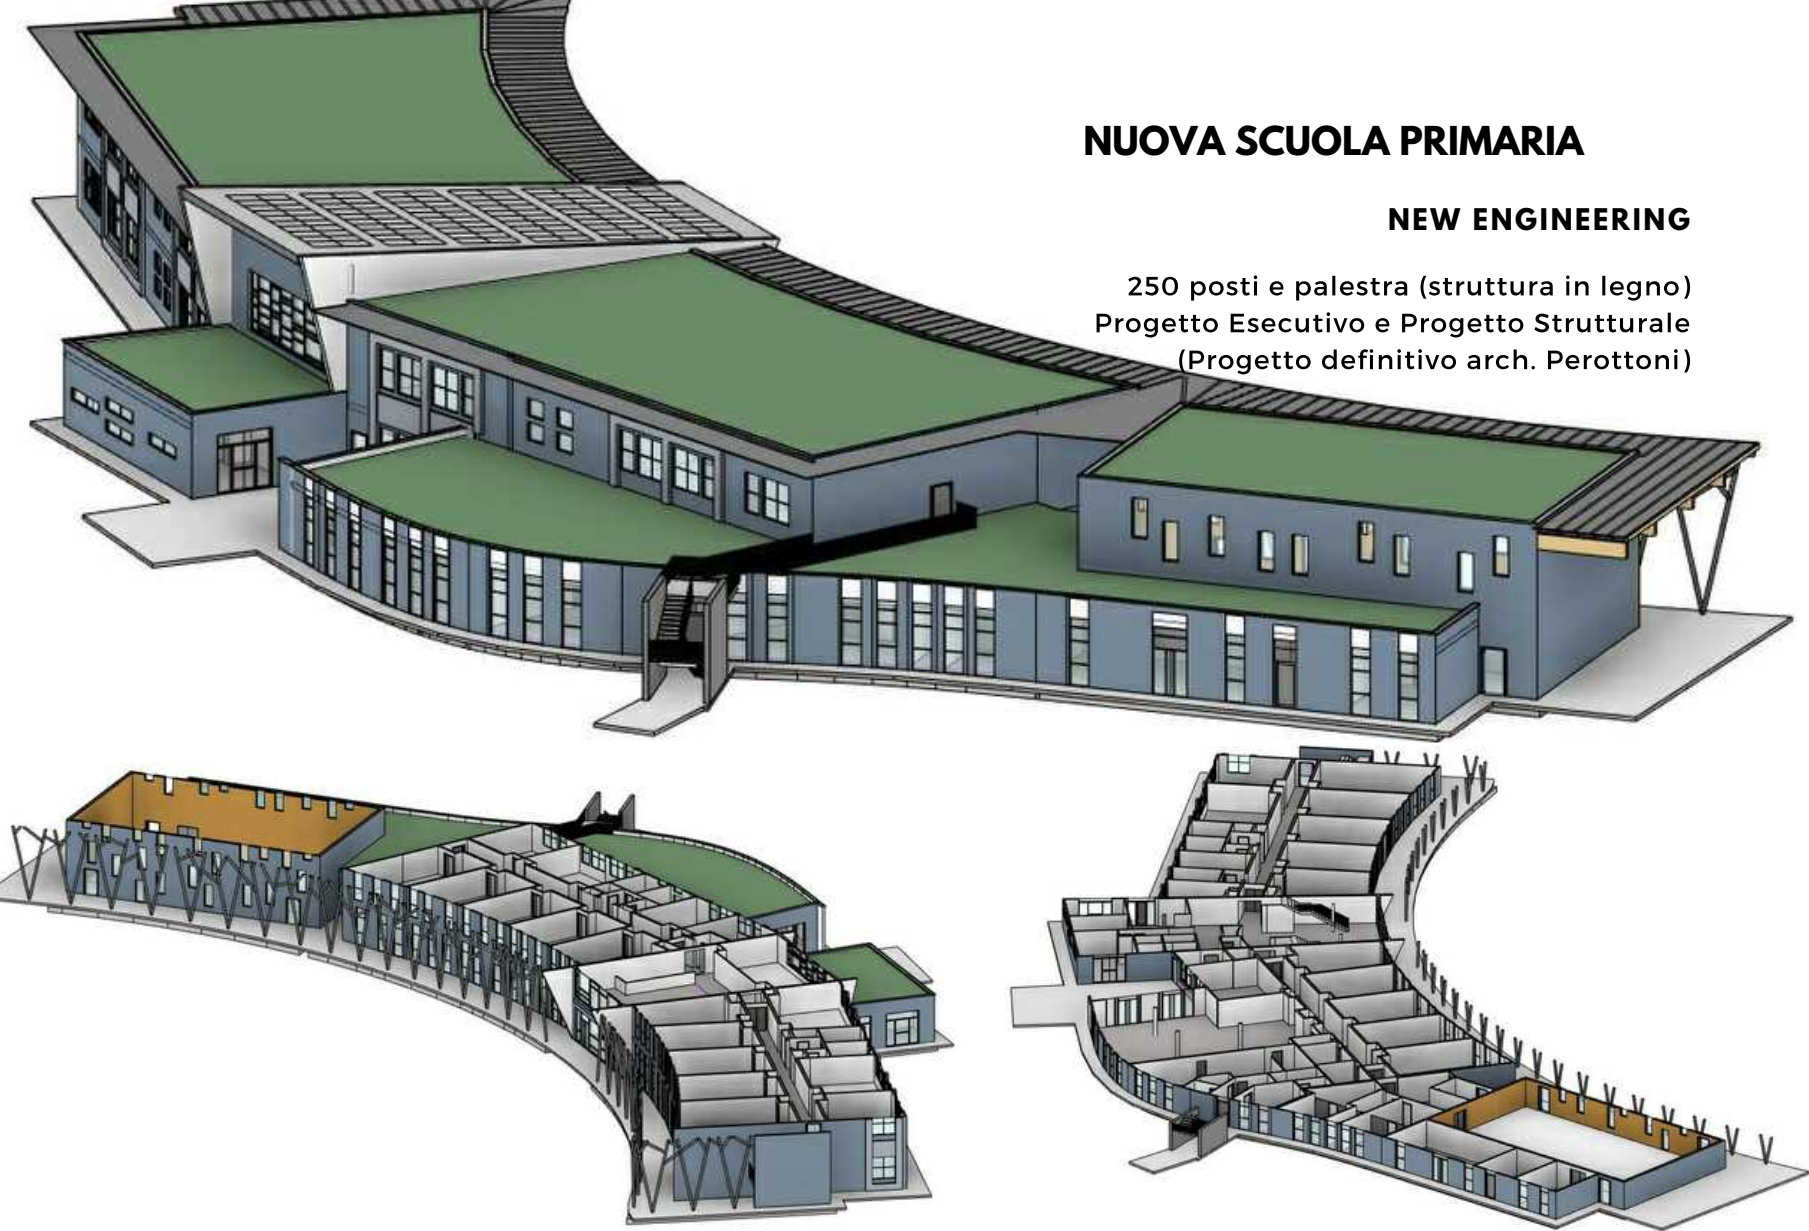 NUOVA SCUOLA PRIMARIA
NEW ENGINEERING
250 posti e palestra (struttura in legno)
Progetto Esecutivo e Progetto Strutturale
(Progetto definitivo arch. Perottoni)